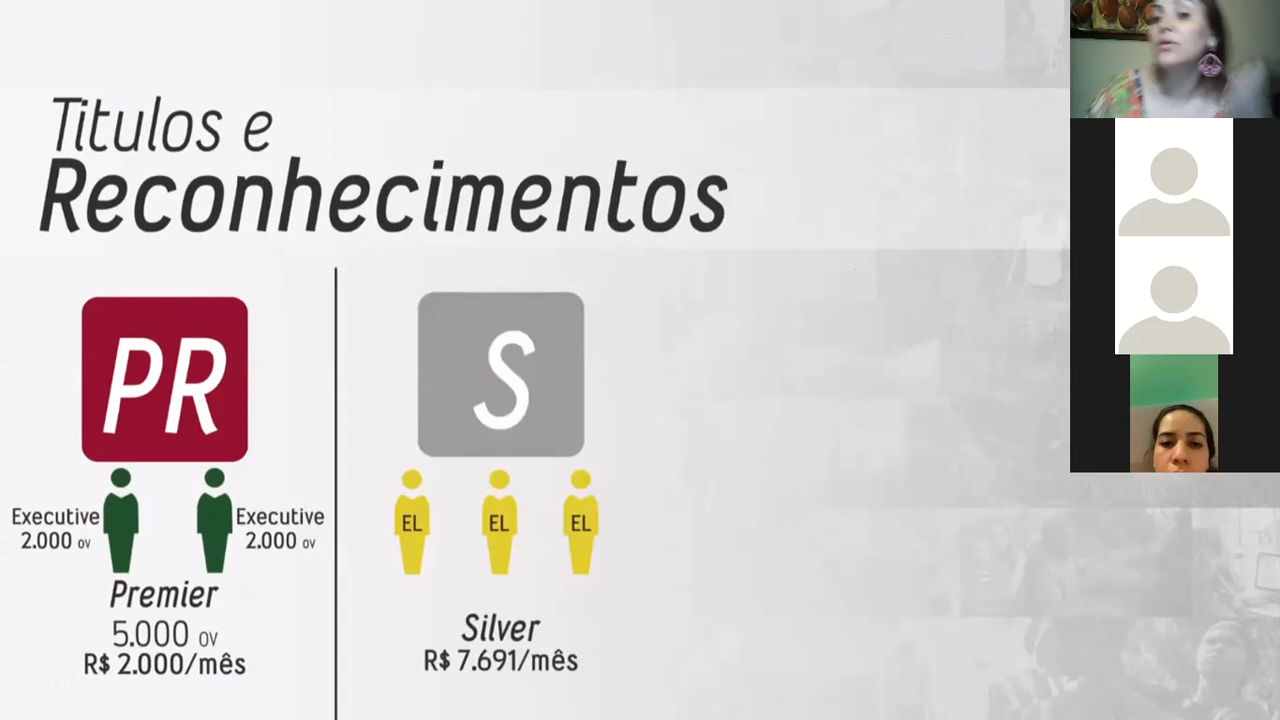 Titulos e
Reconhecimentos
PR
Executive
2.000 OV
Executive
2.000 OV
Premier
5.000 OV
R$ 2.000/mês
S
EL
EL
EL
Silver
R$ 7.691/mês